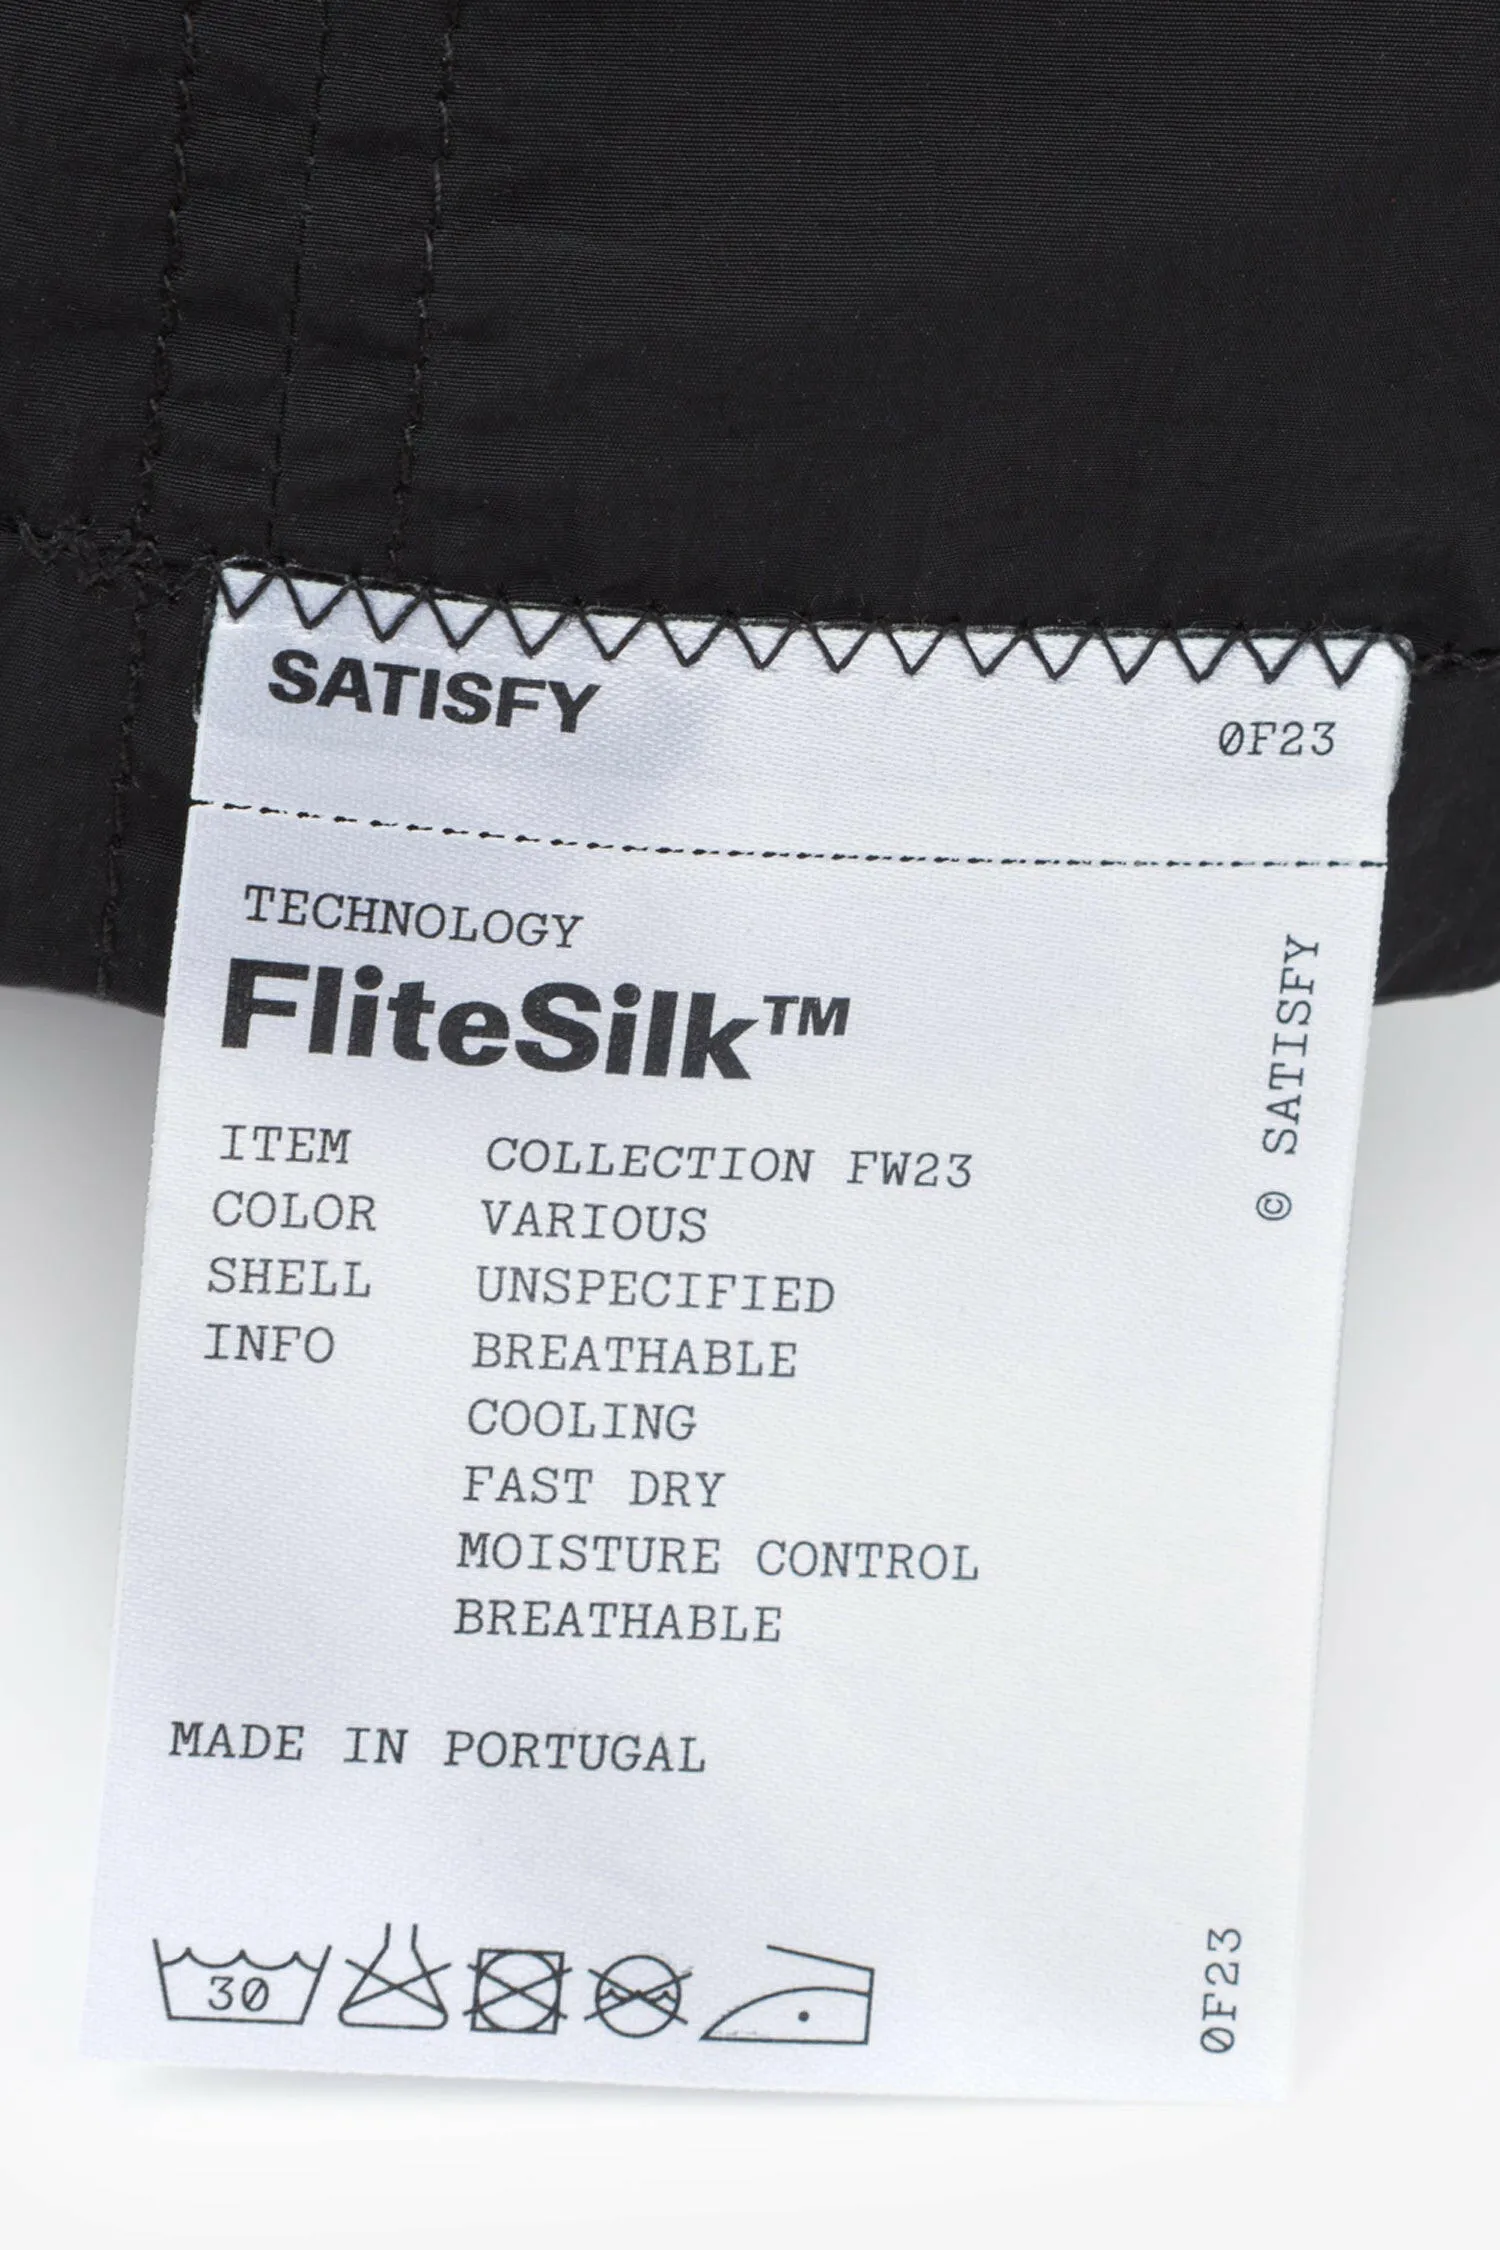 SATISFY
0F23
TECHNOLOGY
FliteSilk™
ITEM COLLECTION FW23
COLOR VARIOUS
SHELL UNSPECIFIED
INFO BREATHABLE
COOLING
FAST DRY
MOISTURE CONTROL
BREATHABLE
© SATISFY
MADE IN PORTUGAL
30
0F23